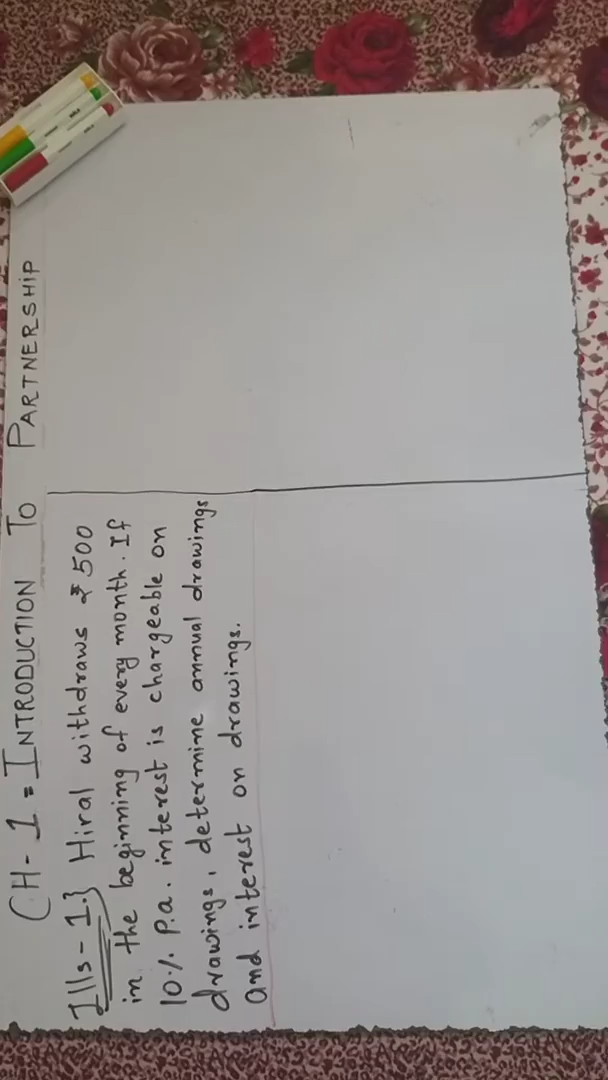 CH-1 = INTRODUCTION TO PARTNERSHIP
Ills-1.} Hiral withdraws ₹500
in the beginning of every month. If
10% p.a. interest is chargeable on
drawings, determine annual drawings
and interest on drawings.